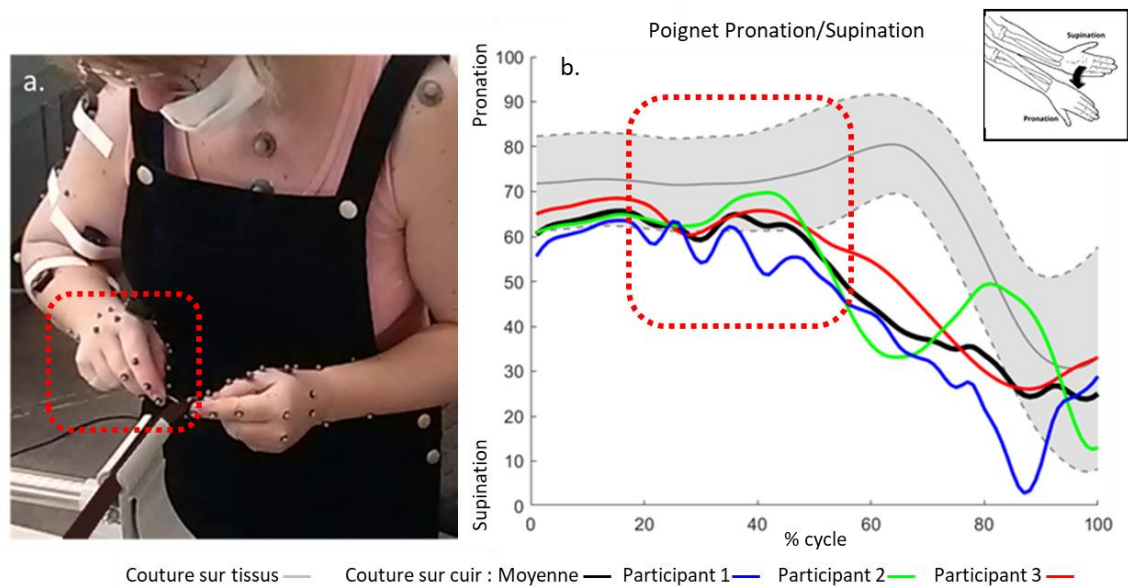 Poignet Pronation/Supination
Supination
Pronation
a.
b.
Pronation
Supination
100
90
80
70
60
50
40
30
20
10
0
0
20
40
60
80
100
% cycle
Couture sur tissus
Couture sur cuir : Moyenne
Participant 1
Participant 2
Participant 3